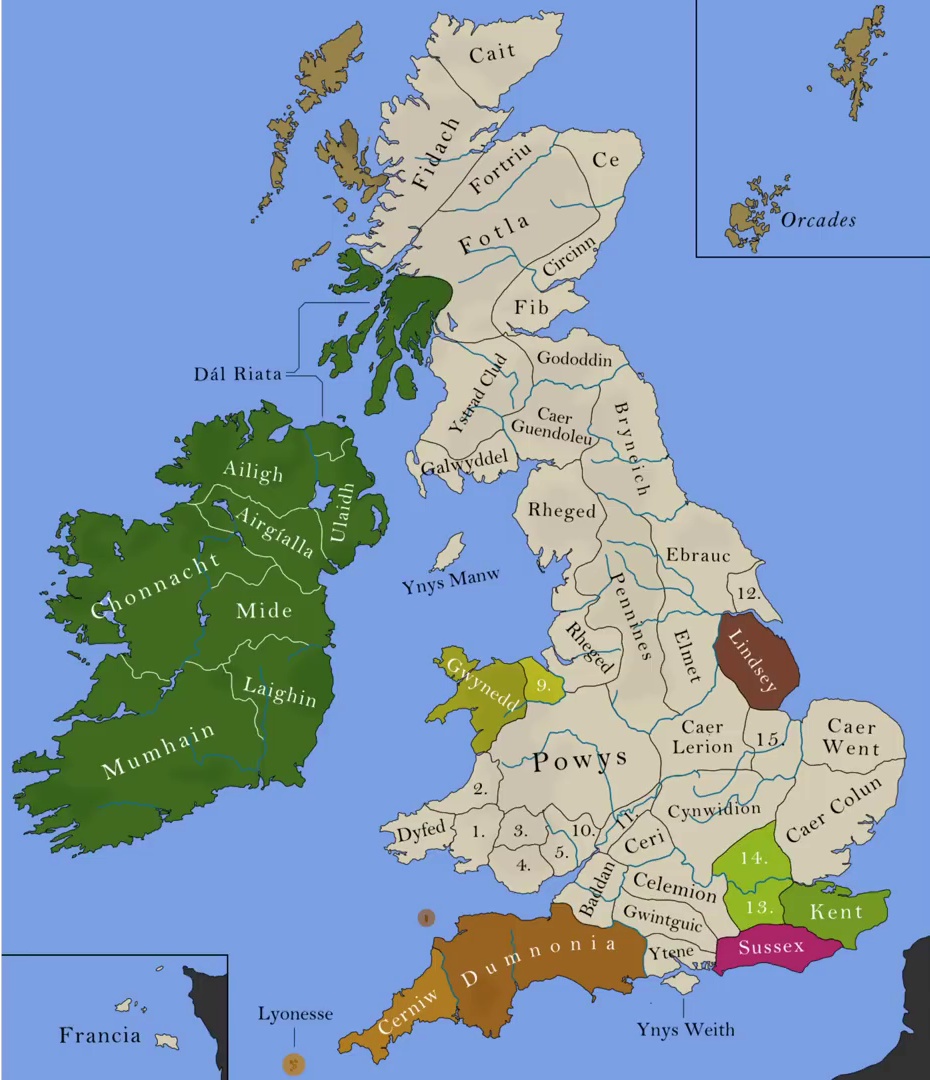 Cait
Fidach
Fortriu
Ce
Fotla
Circinn
Orcades
Fib
Dál Riata
Gododdin
Ystrad Clud
Caer
Guendoleu
Bryneich
Galwyddel
Ailigh
Airgíalla
Ulaidh
Rheged
Ebrauc
Chonnacht
Ynys Manw
12.
Mide
Pennines
Rheged
Elmet
Lindsey
Laighin
Gwynedd
9.
Mumhain
Powys
Caer
Lerion
15.
Caer
Went
2.
Cynwidion
Caer Colun
Dyfed
1.
3.
10.
11.
Ceri
4.
5.
14.
Baddan
Celemion
13.
Kent
Gwintguic
Dumnonia
Ytene
Sussex
Cerniw
Lyonesse
Ynys Weith
Francia